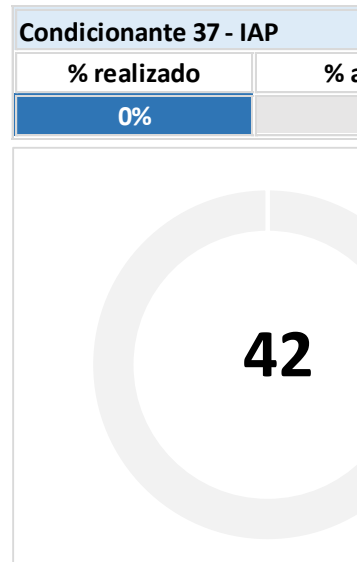 Condicionante 37 - IAP
% realizado % a
0%
42